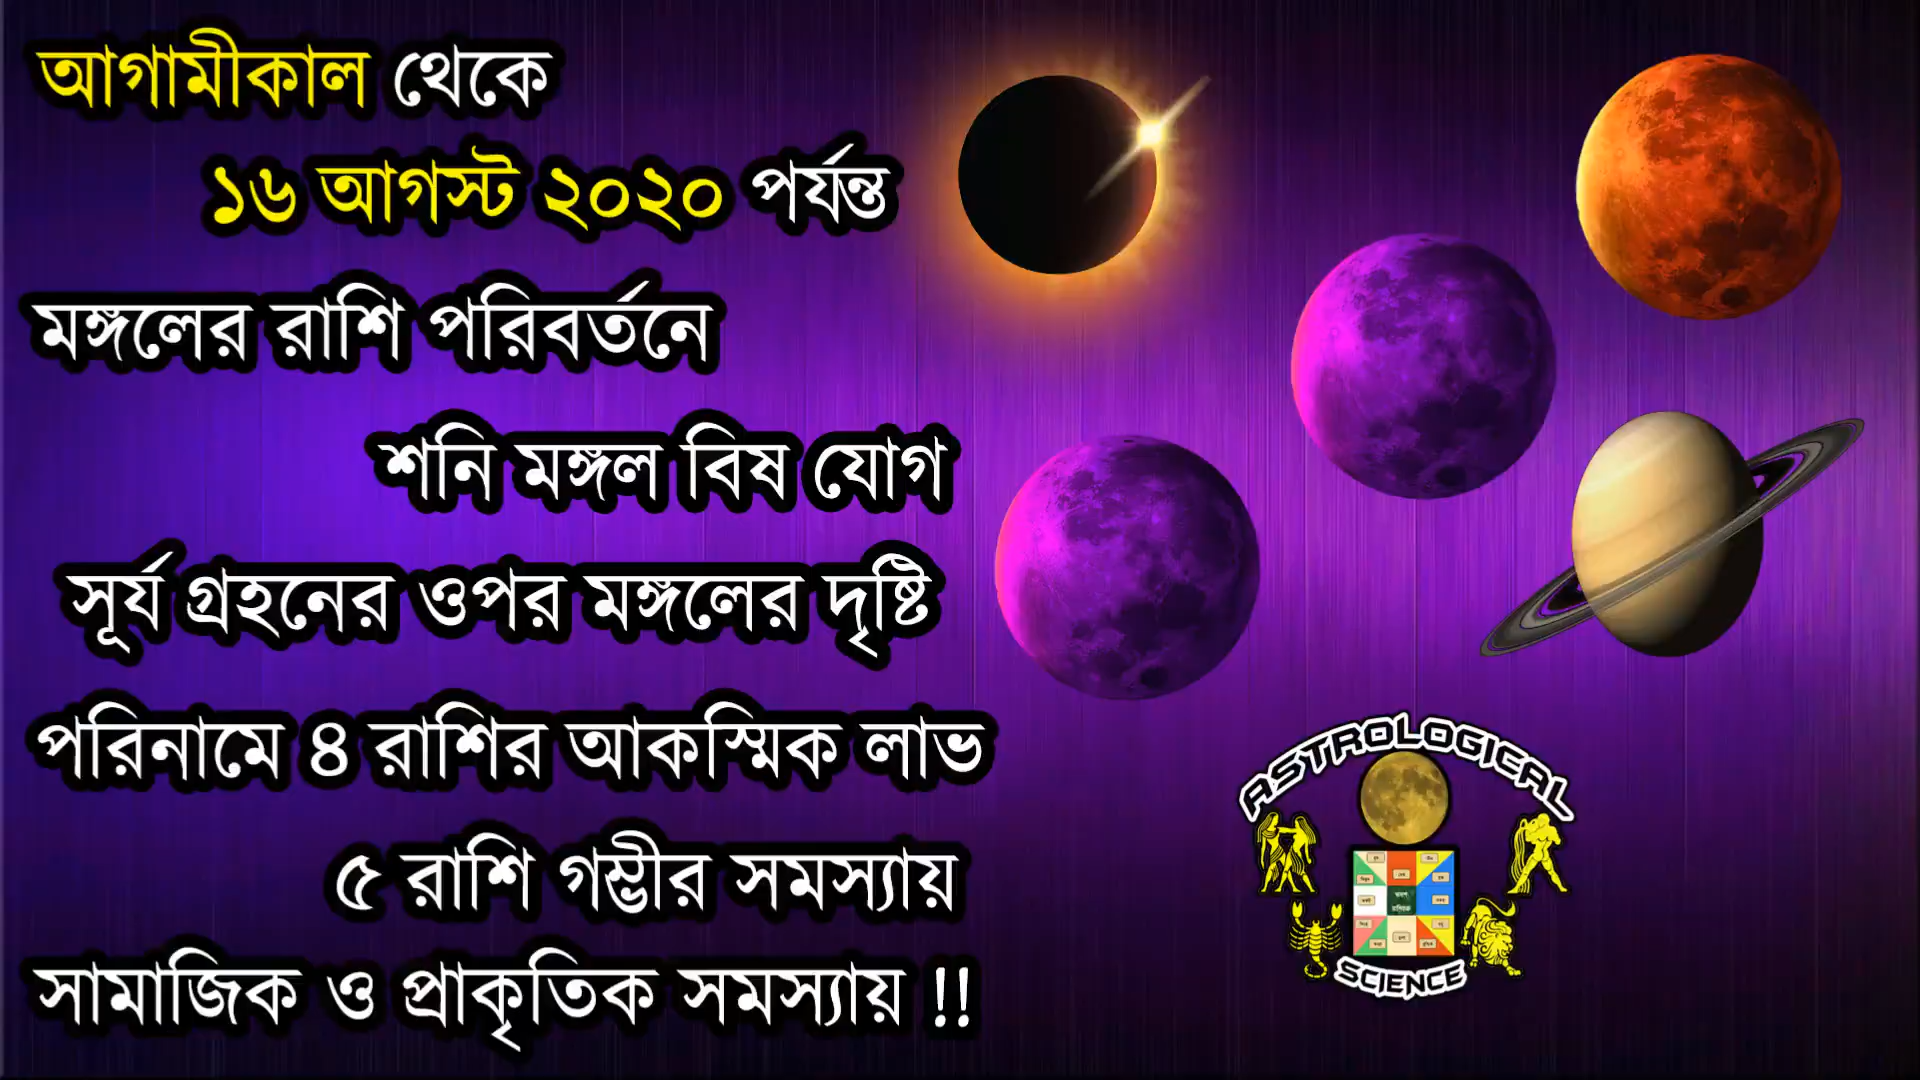 আগামীকাল থেকে
১৬ আগস্ট ২০২০ পর্যন্ত
মঙ্গলের রাশি পরিবর্তনে
শনি মঙ্গল বিষ যোগ
সূর্য গ্রহনের ওপর মঙ্গলের দৃষ্টি
পরিনামে ৪ রাশির আকস্মিক লাভ
৫ রাশি গম্ভীর সমস্যায়
সামাজিক ও প্রাকৃতিক সমস্যায় !!
ASTROLOGICAL
SCIENCE